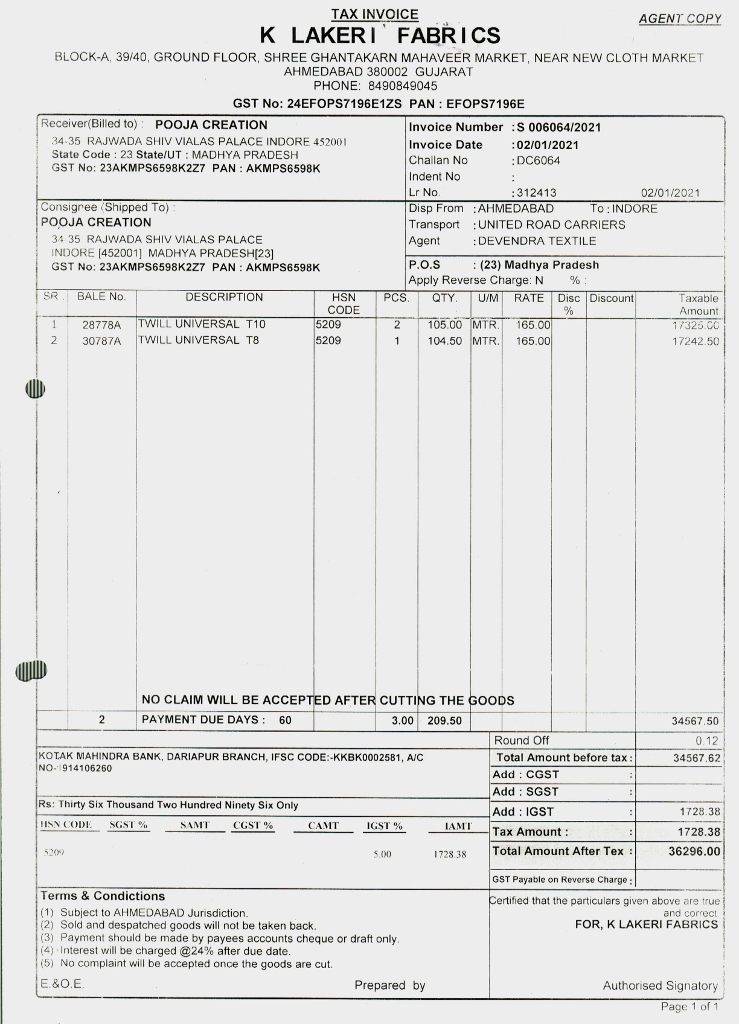 TAX INVOICE
AGENT COPY
K LAKERI FABRICS
BLOCK-A, 39/40, GROUND FLOOR, SHREE GHANTAKARN MAHAVEER MARKET, NEAR NEW CLOTH MARKET
AHMEDABAD 380002 GUJARAT
PHONE: 8490849045
GST No: 24EFOPS7196E1ZS PAN : EFOPS7196E
Receiver(Billed to) : POOJA CREATION
34-35 RAJWADA SHIV VIALAS PALACE INDORE 452001
State Code : 23 State/UT : MADHYA PRADESH
GST No: 23AKMPS6598K2Z7 PAN : AKMPS6598K
Invoice Number : S 006064/2021
Invoice Date : 02/01/2021
Challan No : DC6064
Indent No :
Lr No. : 312413 02/01/2021
Consignee (Shipped To) :
POOJA CREATION
34-35 RAJWADA SHIV VIALAS PALACE
INDORE [452001] MADHYA PRADESH[23]
GST No: 23AKMPS6598K2Z7 PAN : AKMPS6598K
Disp From : AHMEDABAD To : INDORE
Transport : UNITED ROAD CARRIERS
Agent : DEVENDRA TEXTILE
P.O.S : (23) Madhya Pradesh
Apply Reverse Charge: N % :
SR. BALE No. DESCRIPTION HSN CODE PCS. QTY. U/M RATE Disc % Discount Taxable Amount
1 28778A TWILL UNIVERSAL T10 5209 2 105.00 MTR. 165.00 17325.00
2 30787A TWILL UNIVERSAL T8 5209 1 104.50 MTR. 165.00 17242.50
NO CLAIM WILL BE ACCEPTED AFTER CUTTING THE GOODS
2 PAYMENT DUE DAYS : 60 3.00 209.50 34567.50
Round Off 0.12
KOTAK MAHINDRA BANK, DARIAPUR BRANCH, IFSC CODE:-KKBK0002581, A/C
NO-1914106260
Total Amount before tax : 34567.62
Add : CGST :
Add : SGST :
Rs: Thirty Six Thousand Two Hundred Ninety Six Only
Add : IGST : 1728.38
HSN CODE SGST % SAMT CGST % CAMT IGST % IAMT
5209 5.00 1728.38
Tax Amount : 1728.38
Total Amount After Tex : 36296.00
GST Payable on Reverse Charge :
Terms & Condictions
(1) Subject to AHMEDABAD Jurisdiction.
(2) Sold and despatched goods will not be taken back.
(3) Payment should be made by payees accounts cheque or draft only.
(4) Interest will be charged @24% after due date.
(5) No complaint will be accepted once the goods are cut.
Certified that the particulars given above are true
and correct
FOR, K LAKERI FABRICS
E.&O.E. Prepared by Authorised Signatory
Page 1 of 1